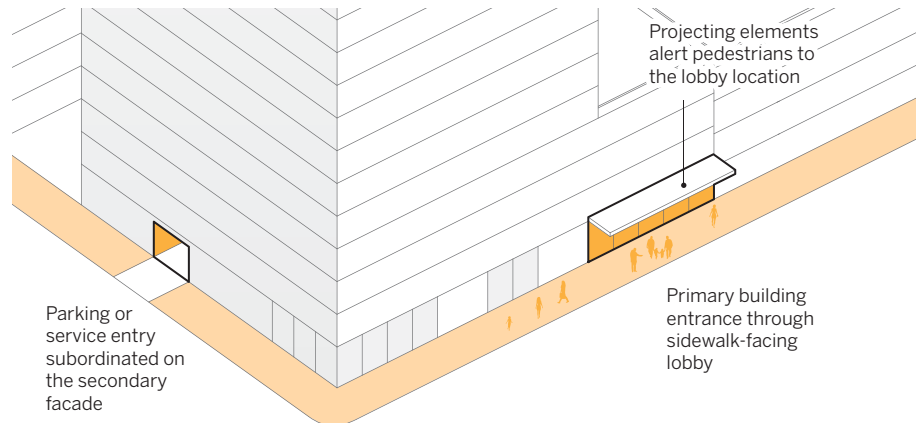 Projecting elements
alert pedestrians to
the lobby location
Parking or
service entry
subordinated on
the secondary
facade
Primary building
entrance through
sidewalk-facing
lobby